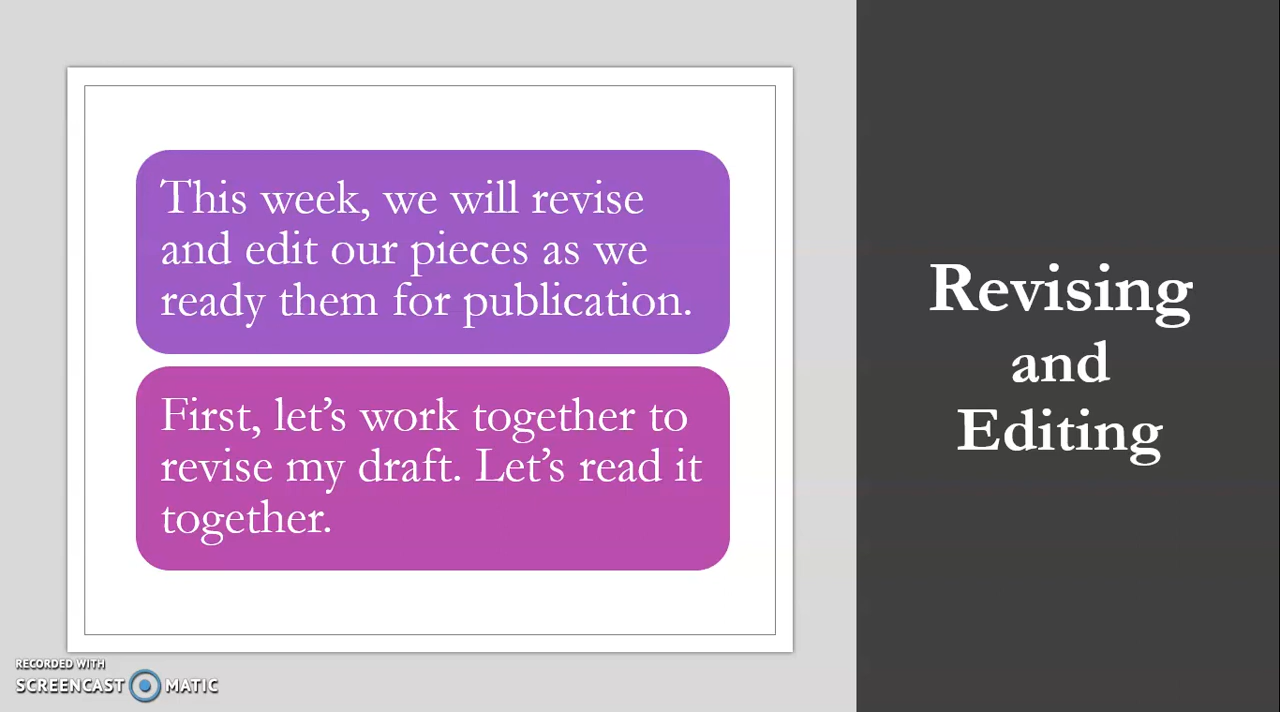 This week, we will revise
and edit our pieces as we
ready them for publication.
First, let’s work together to
revise my draft. Let’s read it
together.
Revising
and
Editing
RECORDED WITH
SCREENCAST MATIC